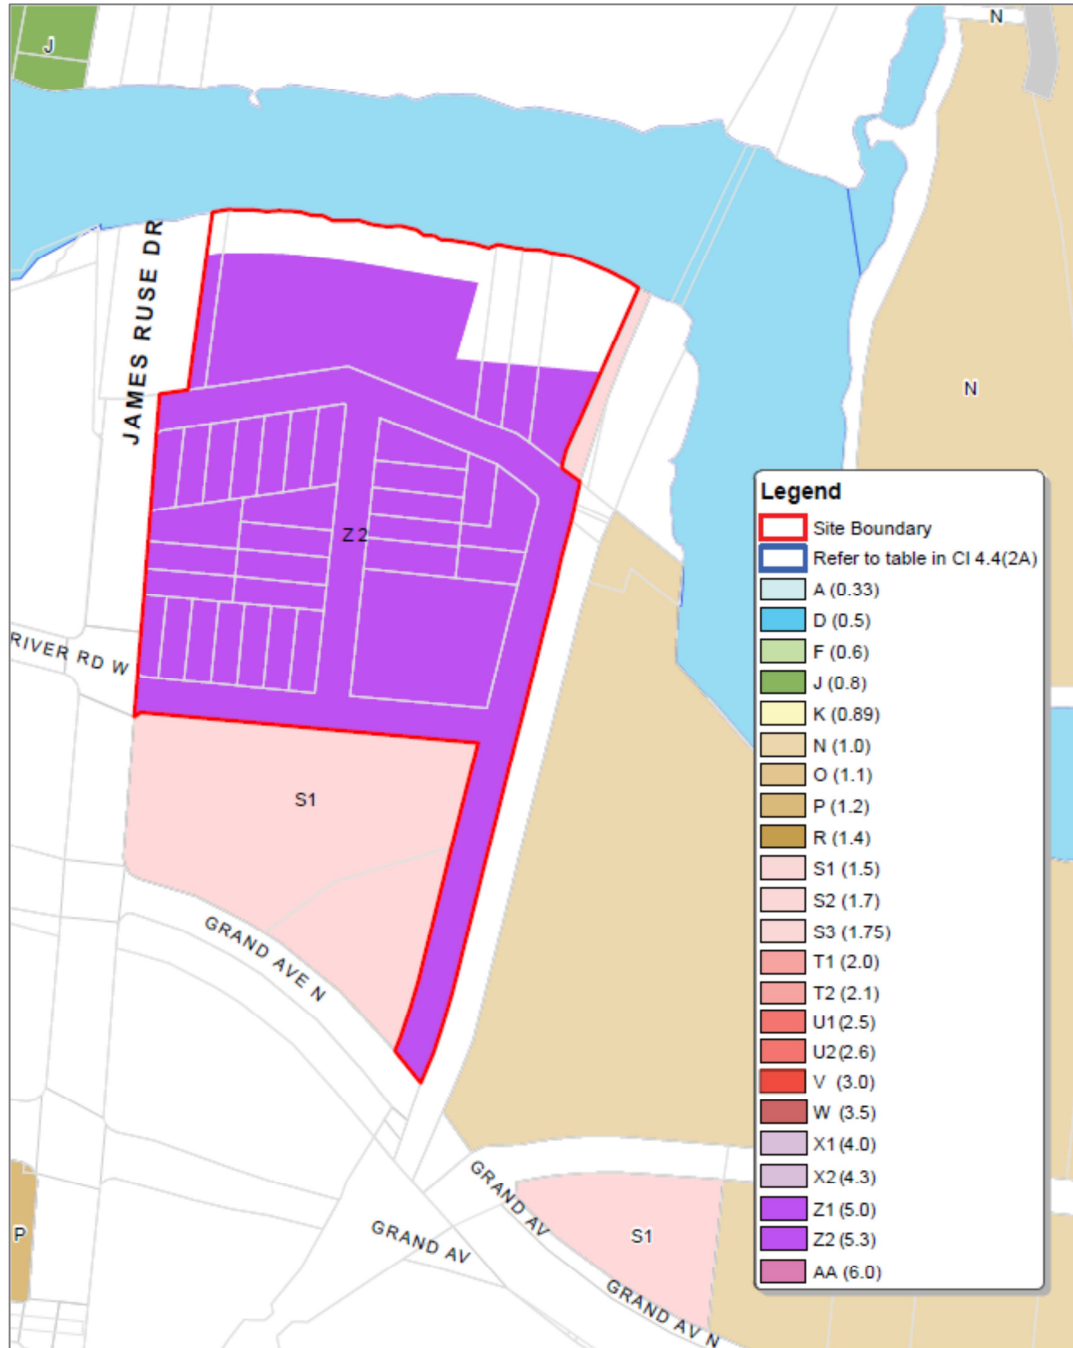 N
J
JAMES RUSE DR
N
Z 2
RIVER RD W
S1
GRAND AVE N
GRAND AV
GRAND AV
S1
GRAND AV N
P
Legend
Site Boundary
Refer to table in Cl 4.4(2A)
A (0.33)
D (0.5)
F (0.6)
J (0.8)
K (0.89)
N (1.0)
O (1.1)
P (1.2)
R (1.4)
S1 (1.5)
S2 (1.7)
S3 (1.75)
T1 (2.0)
T2 (2.1)
U1 (2.5)
U2 (2.6)
V (3.0)
W (3.5)
X1 (4.0)
X2 (4.3)
Z1 (5.0)
Z2 (5.3)
AA (6.0)